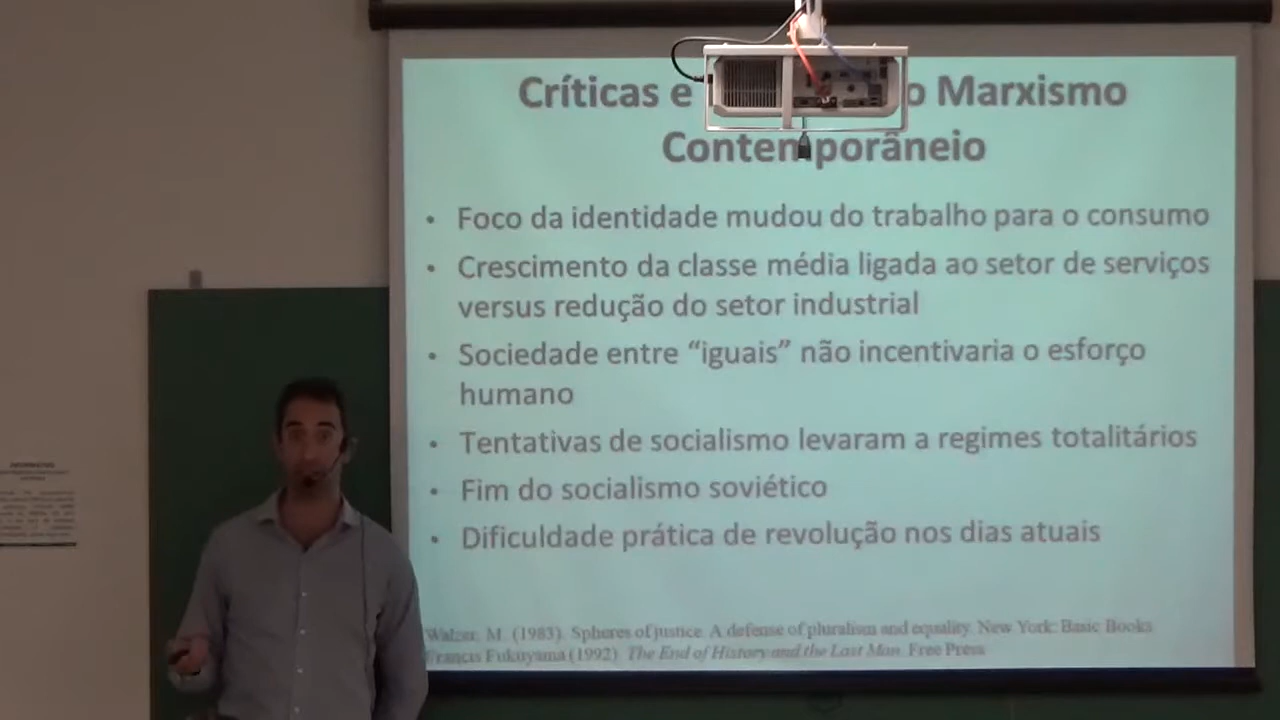 Críticas e o Marxismo
Contemporâneio
• Foco da identidade mudou do trabalho para o consumo
• Crescimento da classe média ligada ao setor de serviços
versus redução do setor industrial
• Sociedade entre “iguais” não incentivaria o esforço
humano
• Tentativas de socialismo levaram a regimes totalitários
• Fim do socialismo soviético
• Dificuldade prática de revolução nos dias atuais
Walzer, M. (1983). Spheres of justice. A defense of pluralism and equality. New York: Basic Books
Francis Fukuyama (1992). The End of History and the Last Man. Free Press